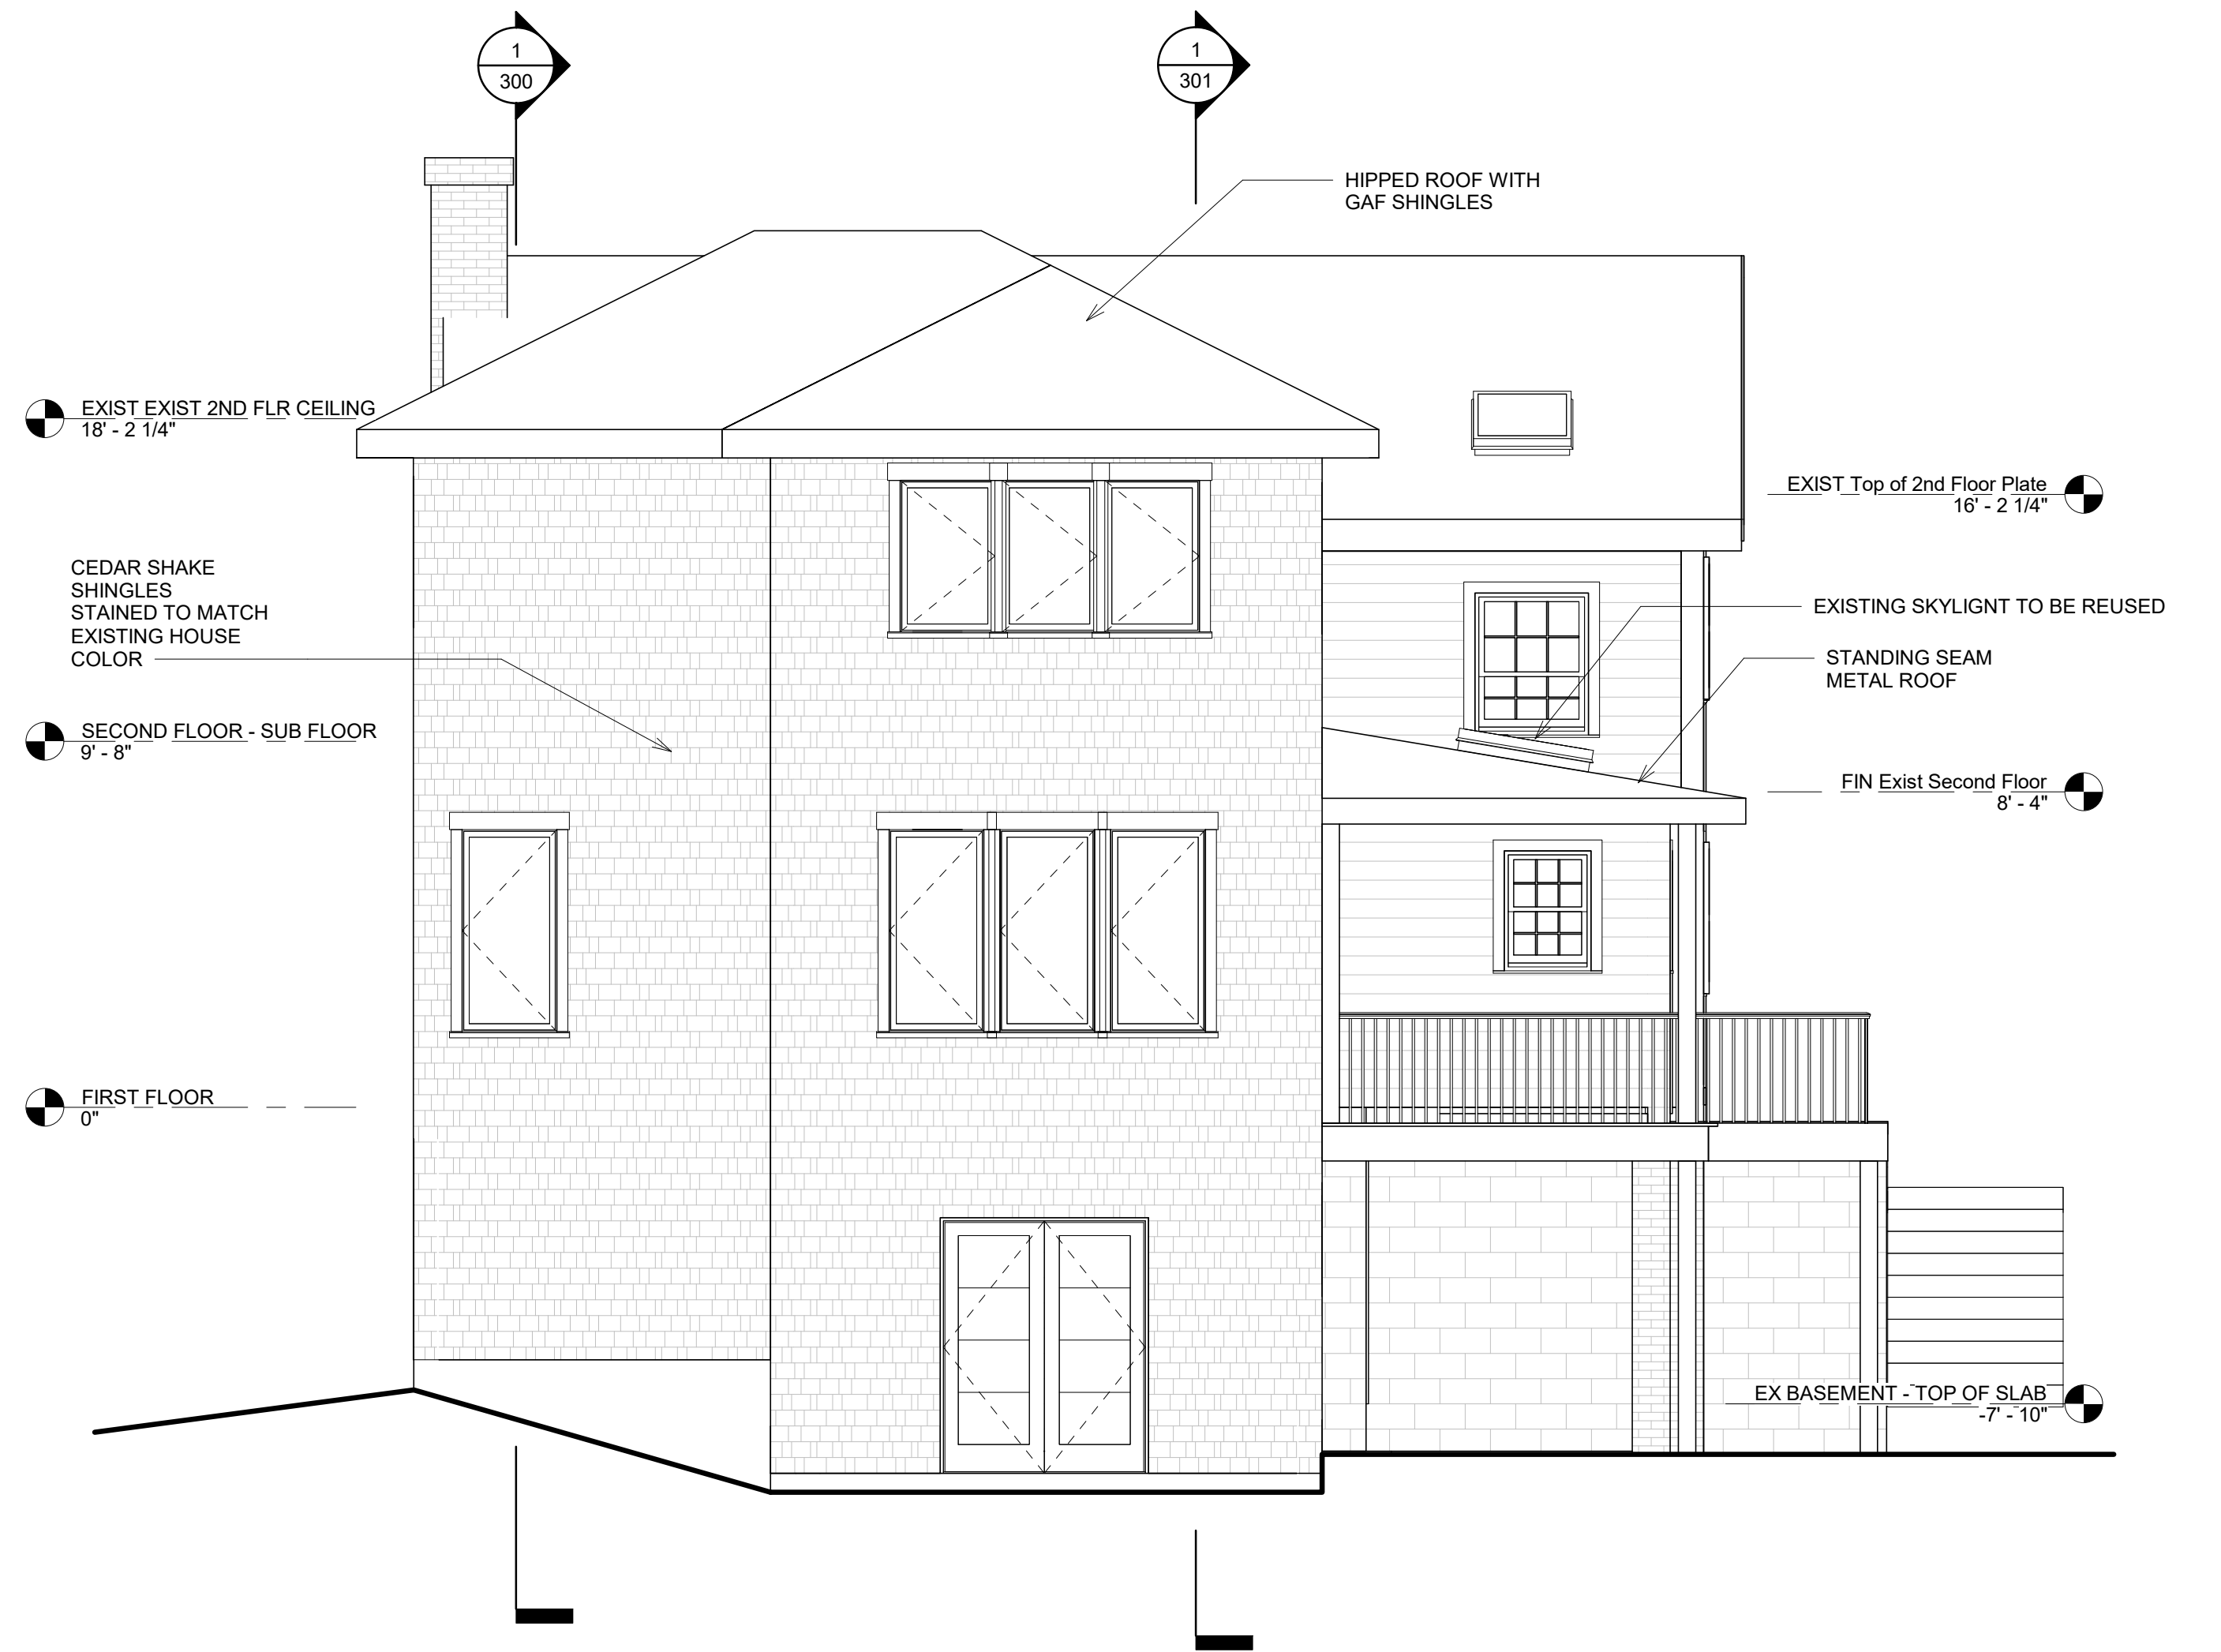 1
300
1
301
HIPPED ROOF WITH
GAF SHINGLES
EXIST EXIST 2ND FLR CEILING
18' - 2 1/4"
EXIST Top of 2nd Floor Plate
16' - 2 1/4"
CEDAR SHAKE
SHINGLES
STAINED TO MATCH
EXISTING HOUSE
COLOR
EXISTING SKYLIGNT TO BE REUSED
STANDING SEAM
METAL ROOF
SECOND FLOOR - SUB FLOOR
9' - 8"
FIN Exist Second Floor
8' - 4"
FIRST FLOOR
0"
EX BASEMENT - TOP OF SLAB
-7' - 10"